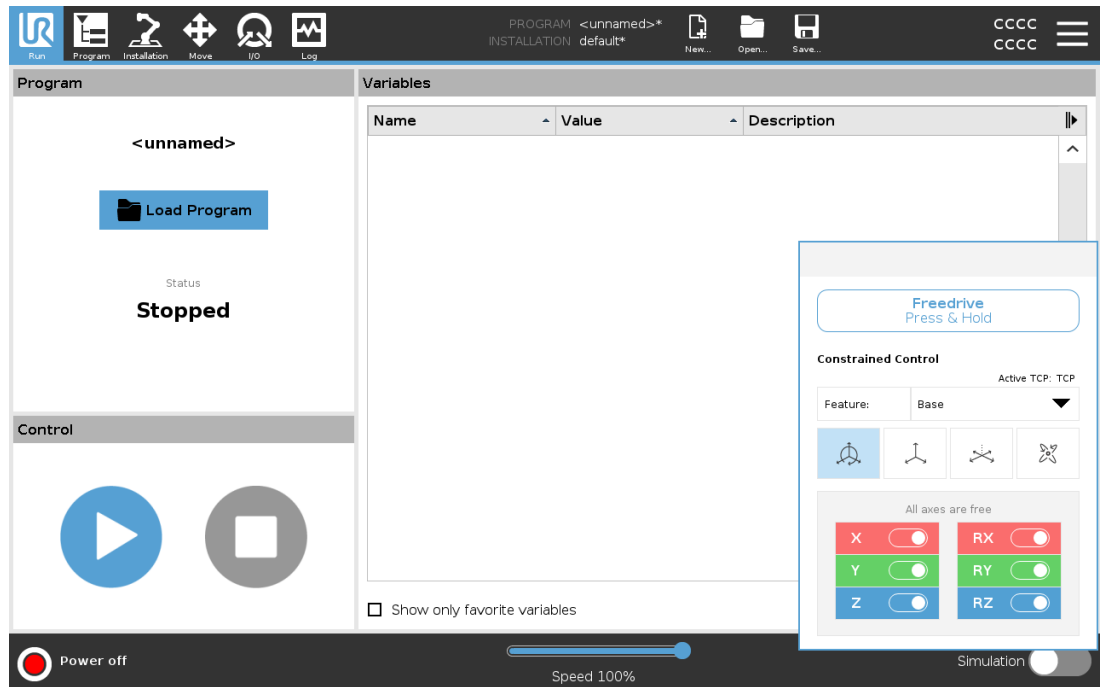 UR
Run
Program
Installation
Move
I/O
Log
PROGRAM <unnamed>*
INSTALLATION default*
New...
Open...
Save...
CCCC
CCCC
Program
<unnamed>
Load Program
Status
Stopped
Control
Variables
Name
Value
Description
Show only favorite variables
Freedrive
Press & Hold
Constrained Control
Active TCP: TCP
Feature:
Base
All axes are free
X
RX
Y
RY
Z
RZ
Power off
Speed 100%
Simulation